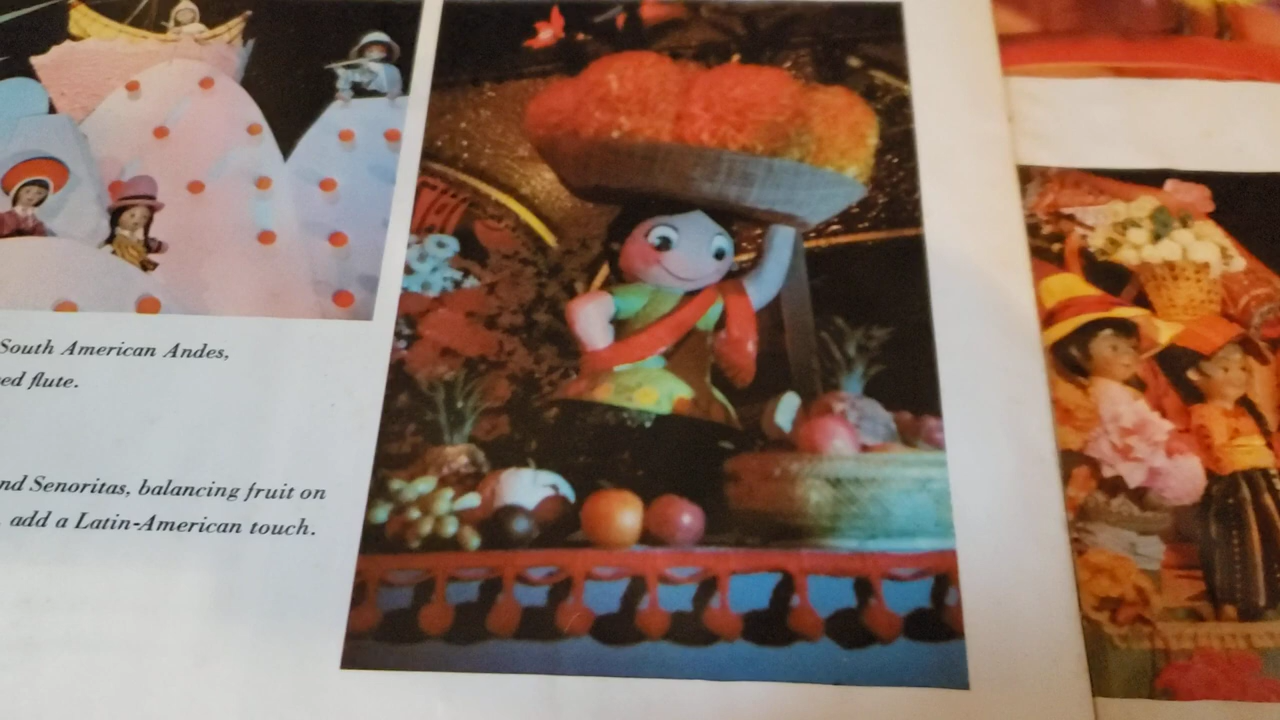 South American Andes,
ed flute.
nd Senoritas, balancing fruit on
add a Latin-American touch.